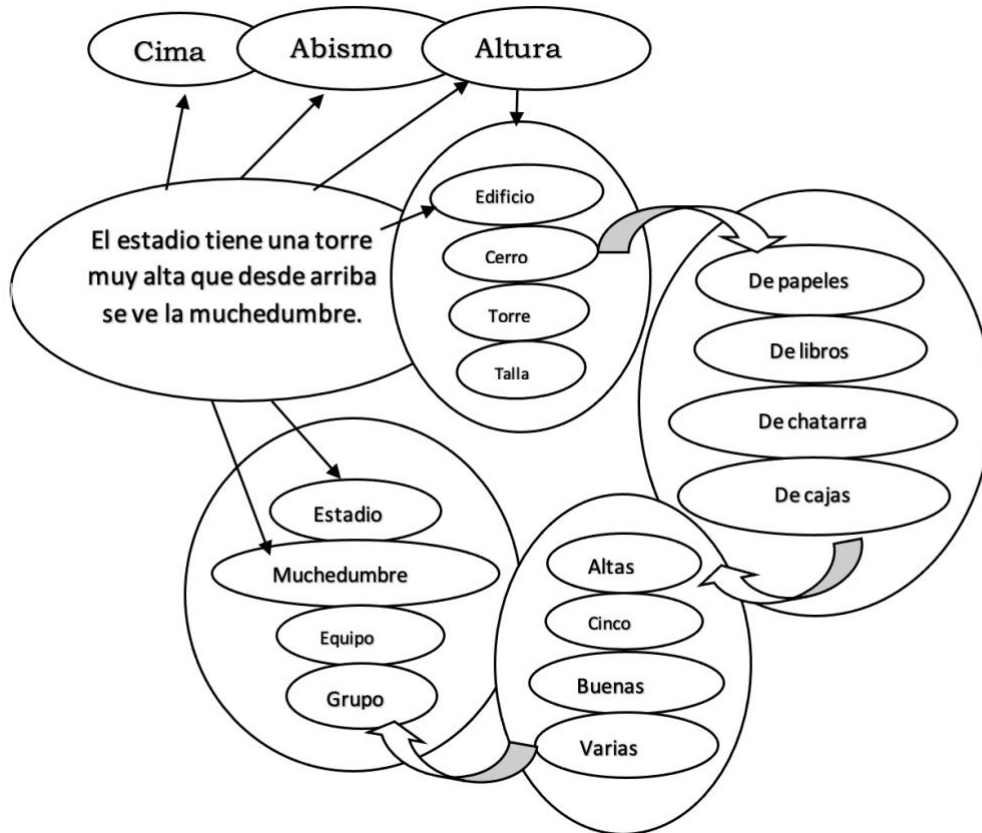 Cima
Abismo
Altura
El estadio tiene una torre
muy alta que desde arriba
se ve la muchedumbre.
Edificio
Cerro
Torre
Talla
De papeles
De libros
De chatarra
De cajas
Estadio
Muchedumbre
Equipo
Grupo
Altas
Cinco
Buenas
Varias